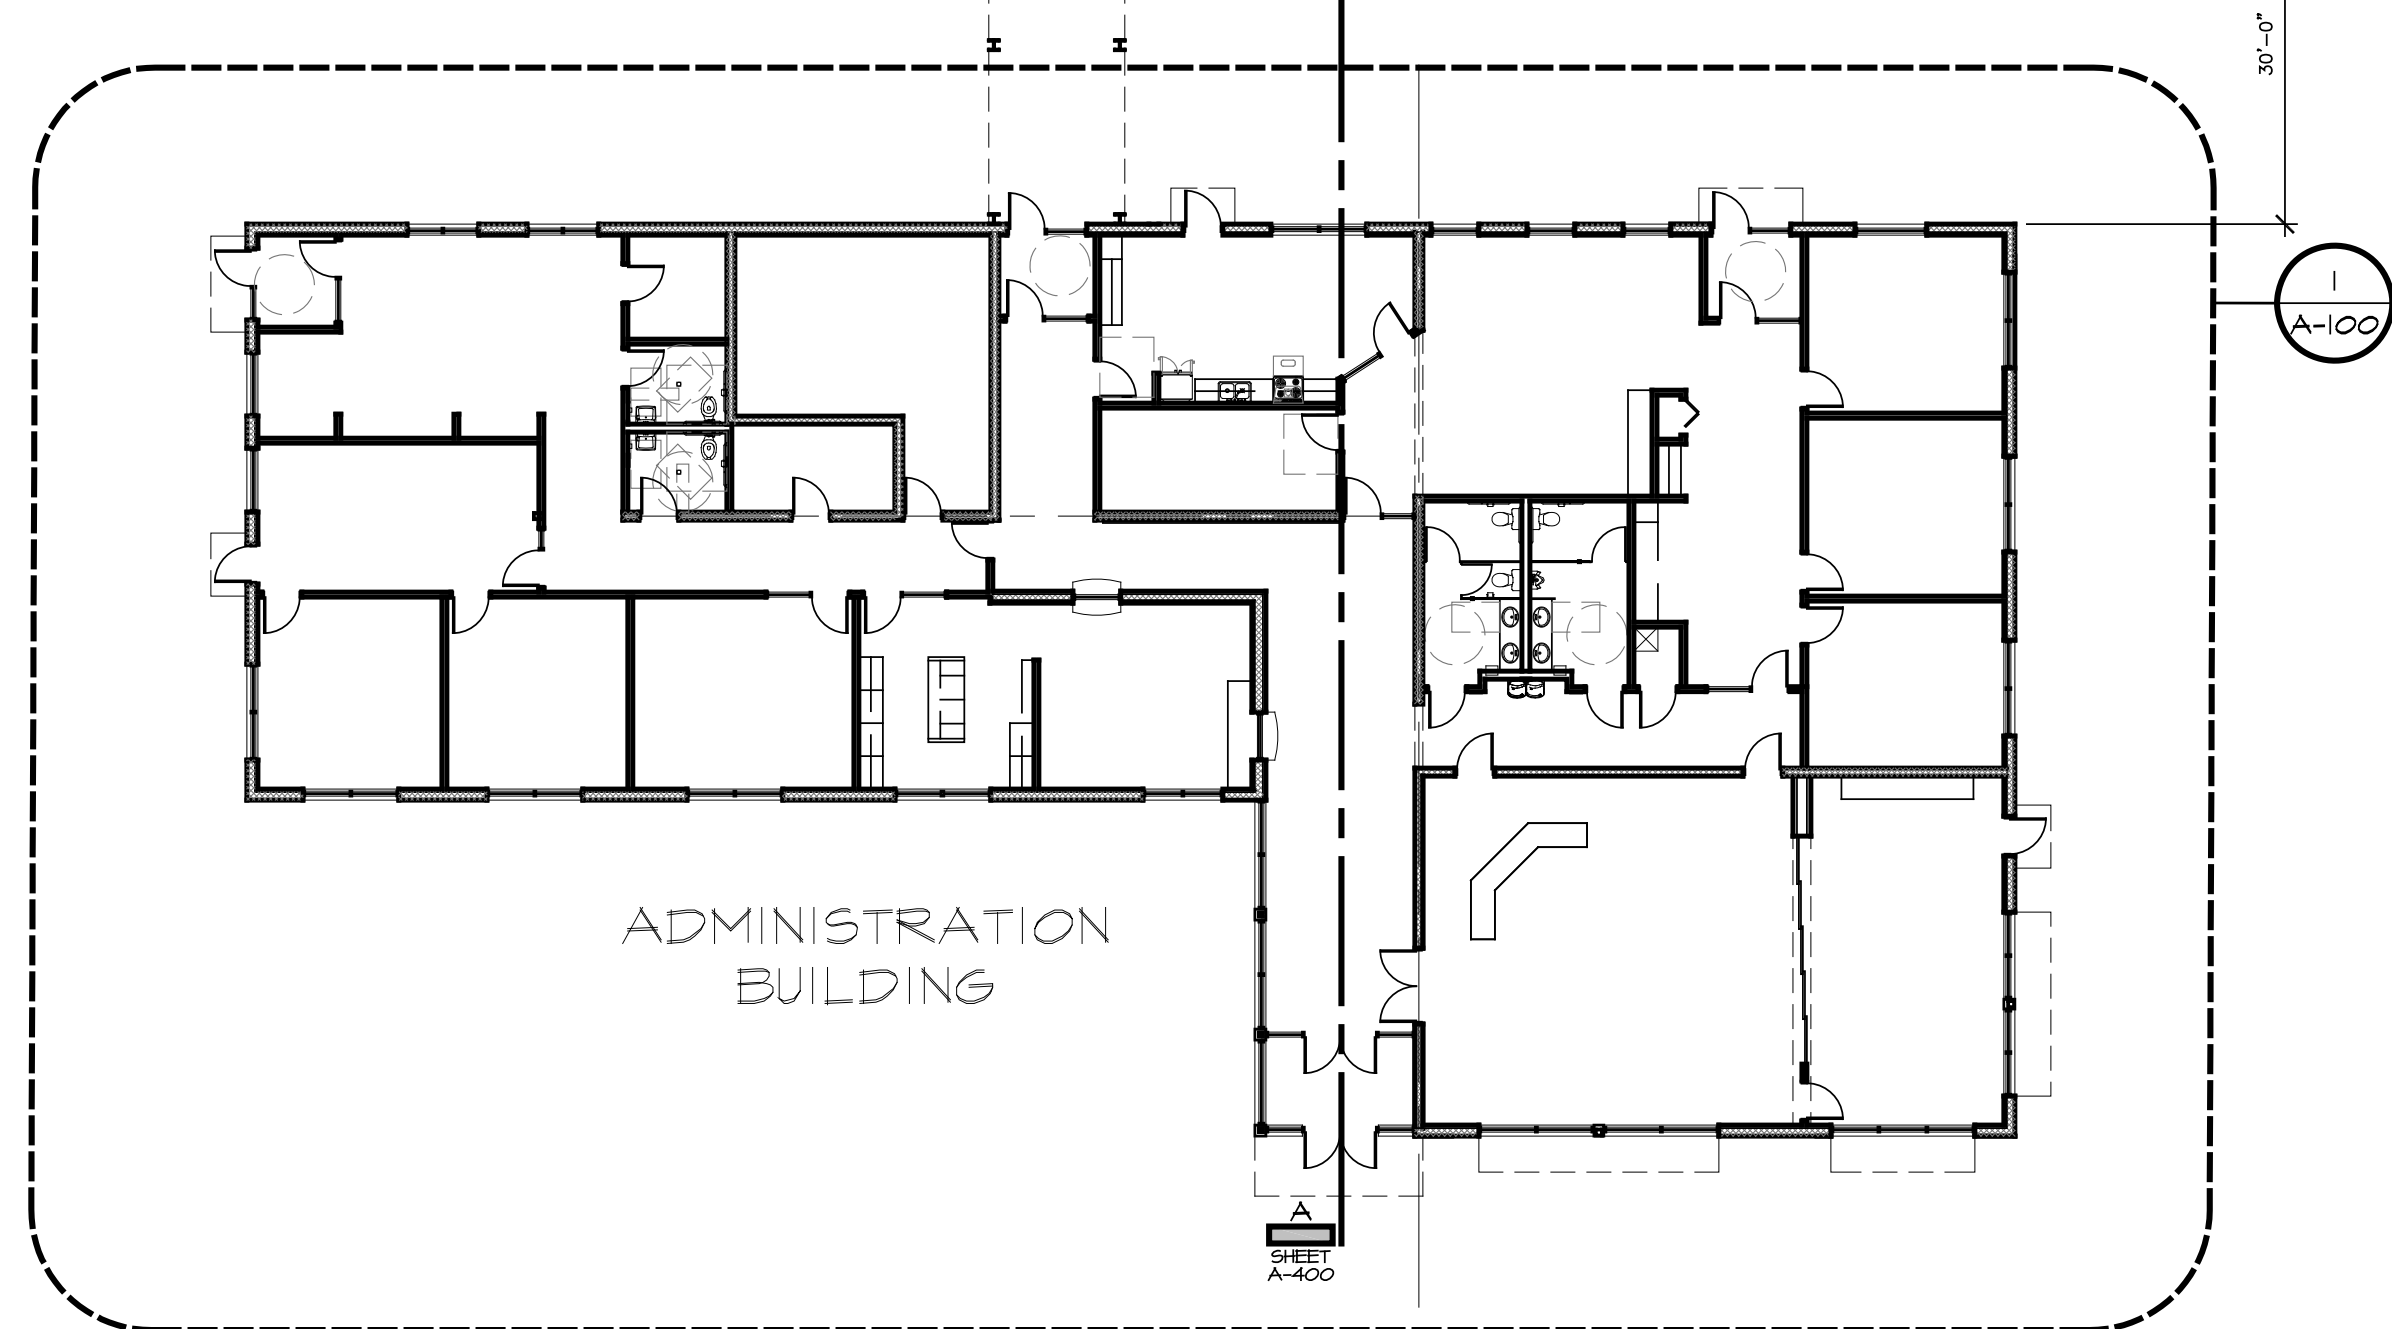 30'-0"
1
A-100
ADMINISTRATION
BUILDING
A
SHEET
A-400